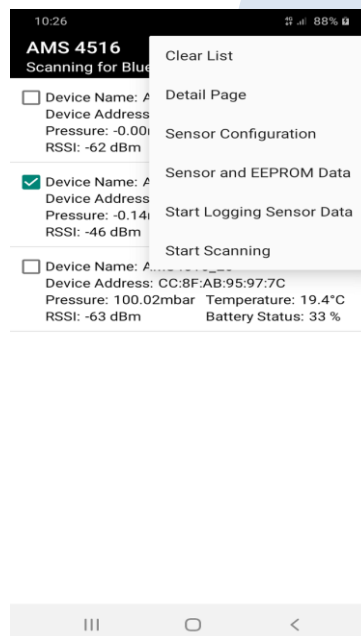 10:26
88%
AMS 4516
Scanning for Blue
Clear List
Detail Page
Sensor Configuration
Sensor and EEPROM Data
Start Logging Sensor Data
Start Scanning
Device Name: A
Device Address
Pressure: -0.00
RSSI: -62 dBm
Device Name: A
Device Address
Pressure: -0.14
RSSI: -46 dBm
Device Name:
Device Address: CC:8F:AB:95:97:7C
Pressure: 100.02mbar Temperature: 19.4°C
RSSI: -63 dBm Battery Status: 33 %